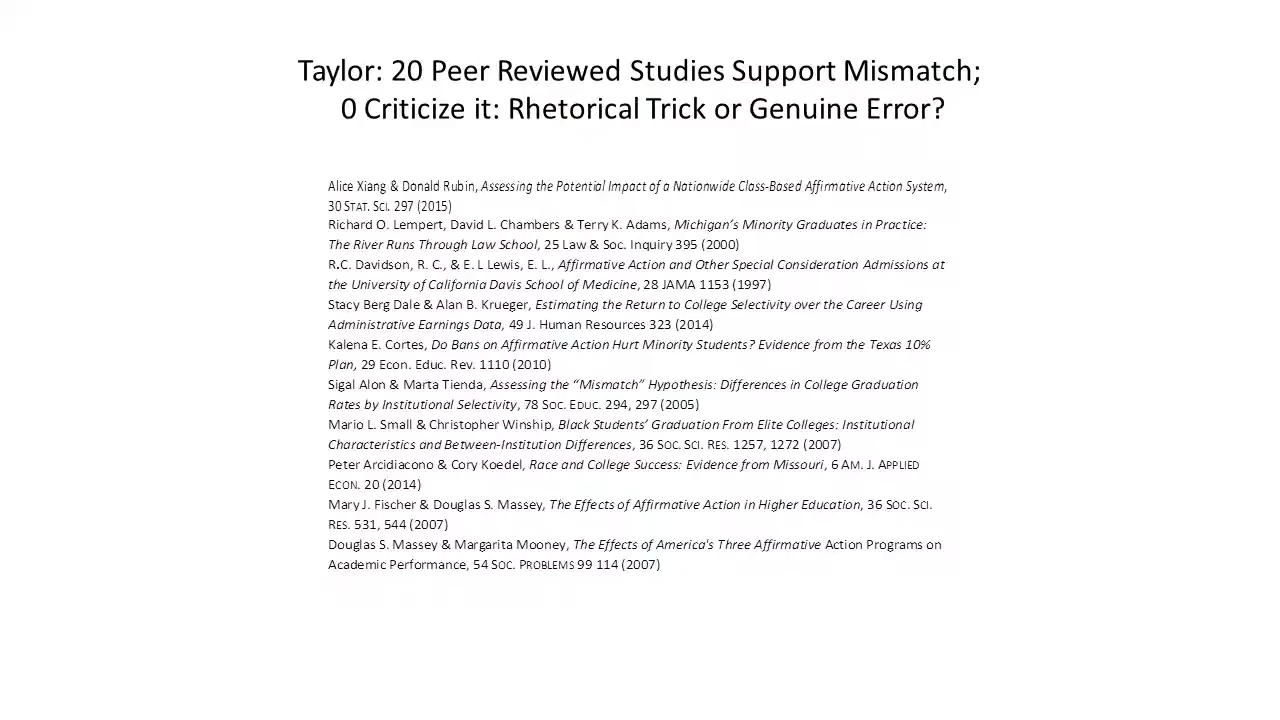 Taylor: 20 Peer Reviewed Studies Support Mismatch;
0 Criticize it: Rhetorical Trick or Genuine Error?
Alice Xiang & Donald Rubin, Assessing the Potential Impact of a Nationwide Class-Based Affirmative Action System,
30 STAT. SCI. 297 (2015)
Richard O. Lempert, David L. Chambers & Terry K. Adams, Michigan’s Minority Graduates in Practice:
The River Runs Through Law School, 25 Law & Soc. Inquiry 395 (2000)
R.C. Davidson, R. C., & E. L Lewis, E. L., Affirmative Action and Other Special Consideration Admissions at
the University of California Davis School of Medicine, 28 JAMA 1153 (1997)
Stacy Berg Dale & Alan B. Krueger, Estimating the Return to College Selectivity over the Career Using
Administrative Earnings Data, 49 J. Human Resources 323 (2014)
Kalena E. Cortes, Do Bans on Affirmative Action Hurt Minority Students? Evidence from the Texas 10%
Plan, 29 Econ. Educ. Rev. 1110 (2010)
Sigal Alon & Marta Tienda, Assessing the “Mismatch” Hypothesis: Differences in College Graduation
Rates by Institutional Selectivity, 78 SOC. EDUC. 294, 297 (2005)
Mario L. Small & Christopher Winship, Black Students’ Graduation From Elite Colleges: Institutional
Characteristics and Between-Institution Differences, 36 SOC. SCI. RES. 1257, 1272 (2007)
Peter Arcidiacono & Cory Koedel, Race and College Success: Evidence from Missouri, 6 AM. J. APPLIED
ECON. 20 (2014)
Mary J. Fischer & Douglas S. Massey, The Effects of Affirmative Action in Higher Education, 36 SOC. SCI.
RES. 531, 544 (2007)
Douglas S. Massey & Margarita Mooney, The Effects of America's Three Affirmative Action Programs on
Academic Performance, 54 SOC. PROBLEMS 99 114 (2007)